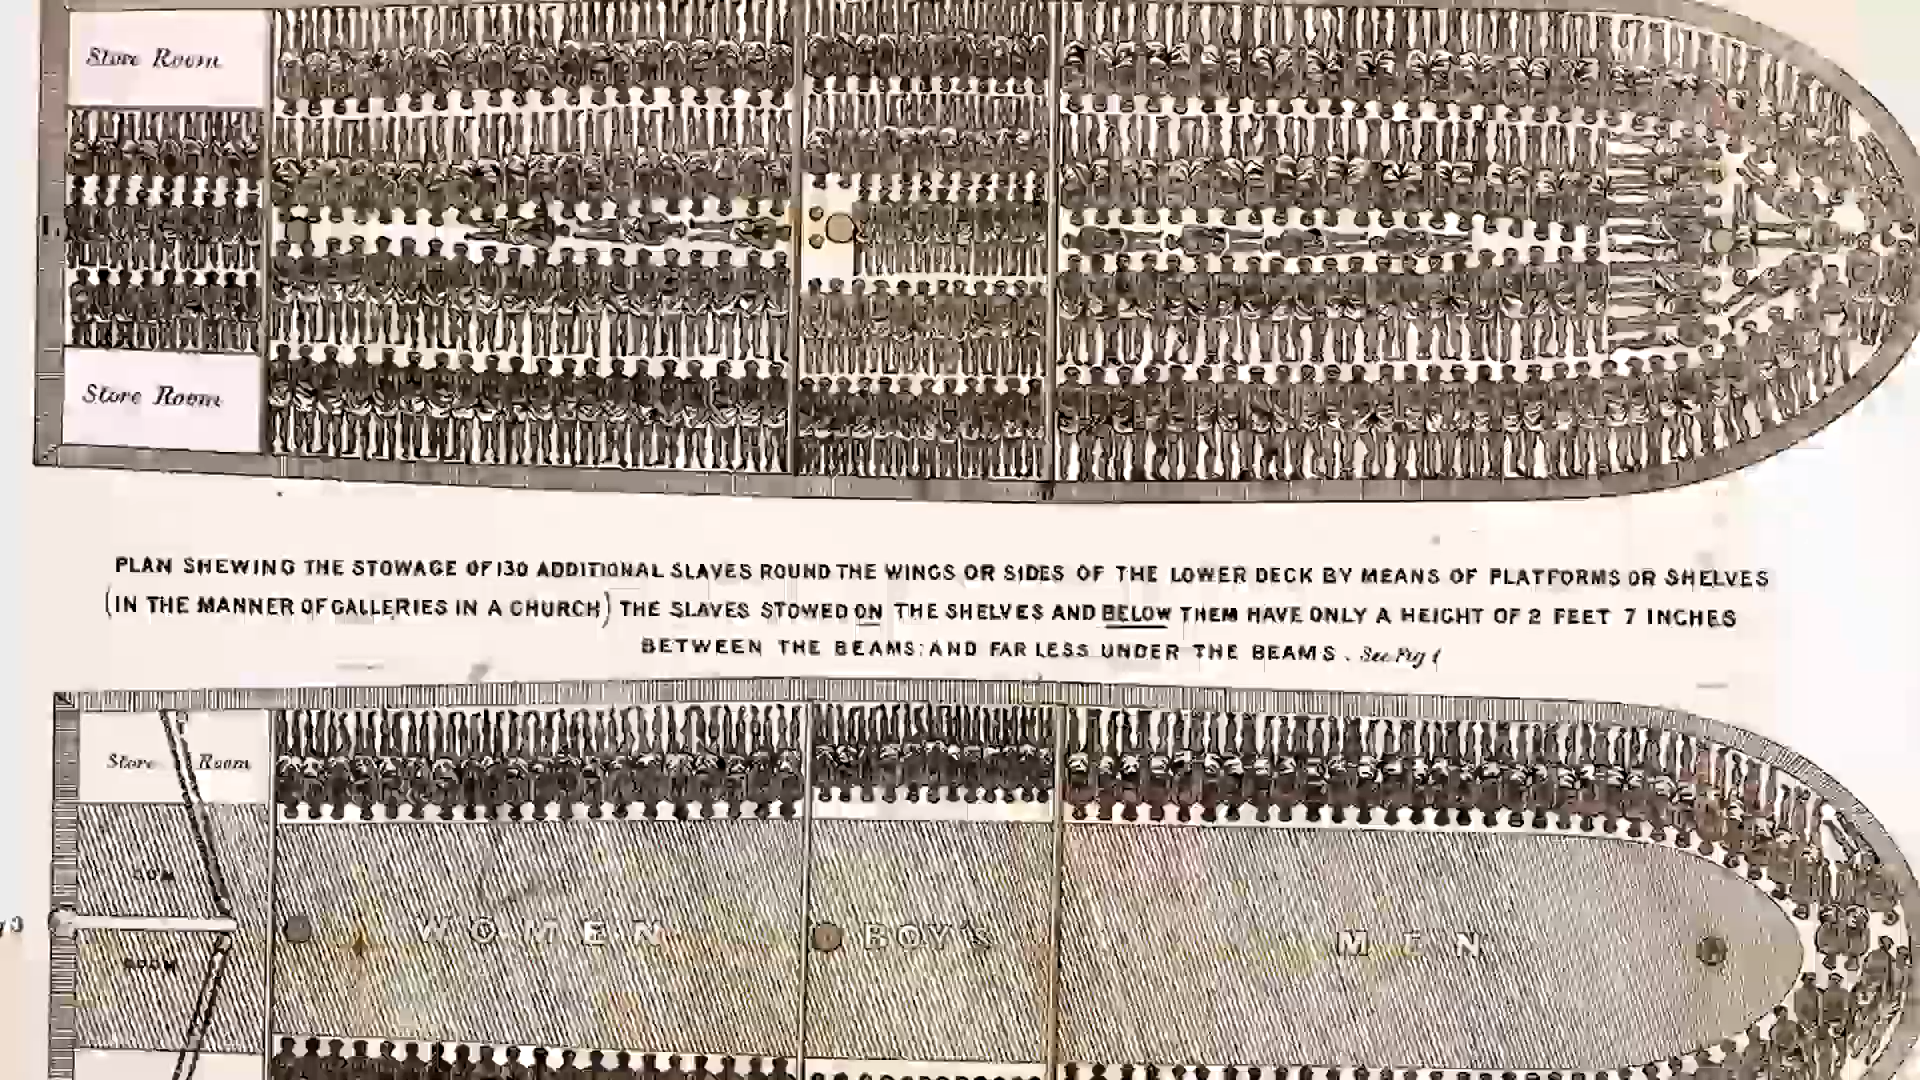 Store Room
Store Room
PLAN SHEWING THE STOWAGE OF 130 ADDITIONAL SLAVES ROUND THE WINGS OR SIDES OF THE LOWER DECK BY MEANS OF PLATFORMS OR SHELVES
(IN THE MANNER OF GALLERIES IN A CHURCH) THE SLAVES STOWED ON THE SHELVES AND BELOW THEM HAVE ONLY A HEIGHT OF 2 FEET 7 INCHES
BETWEEN THE BEAMS: AND FAR LESS UNDER THE BEAMS. See Fig 1
Store Room
WOMEN BOY'S MEN
ROOM